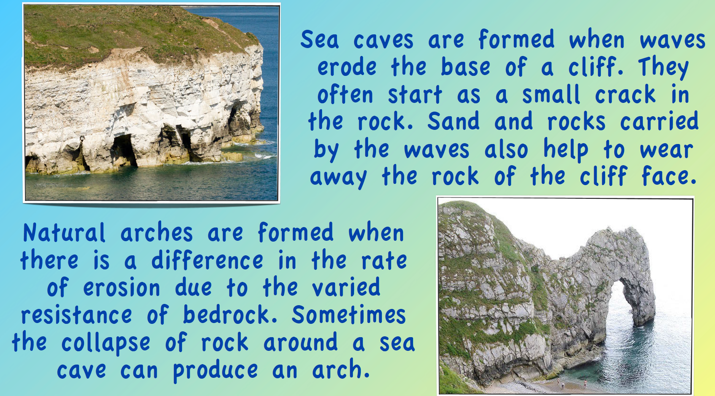 Sea caves are formed when waves
erode the base of a cliff. They
often start as a small crack in
the rock. Sand and rocks carried
by the waves also help to wear
away the rock of the cliff face.
Natural arches are formed when
there is a difference in the rate
of erosion due to the varied
resistance of bedrock. Sometimes
the collapse of rock around a sea
cave can produce an arch.